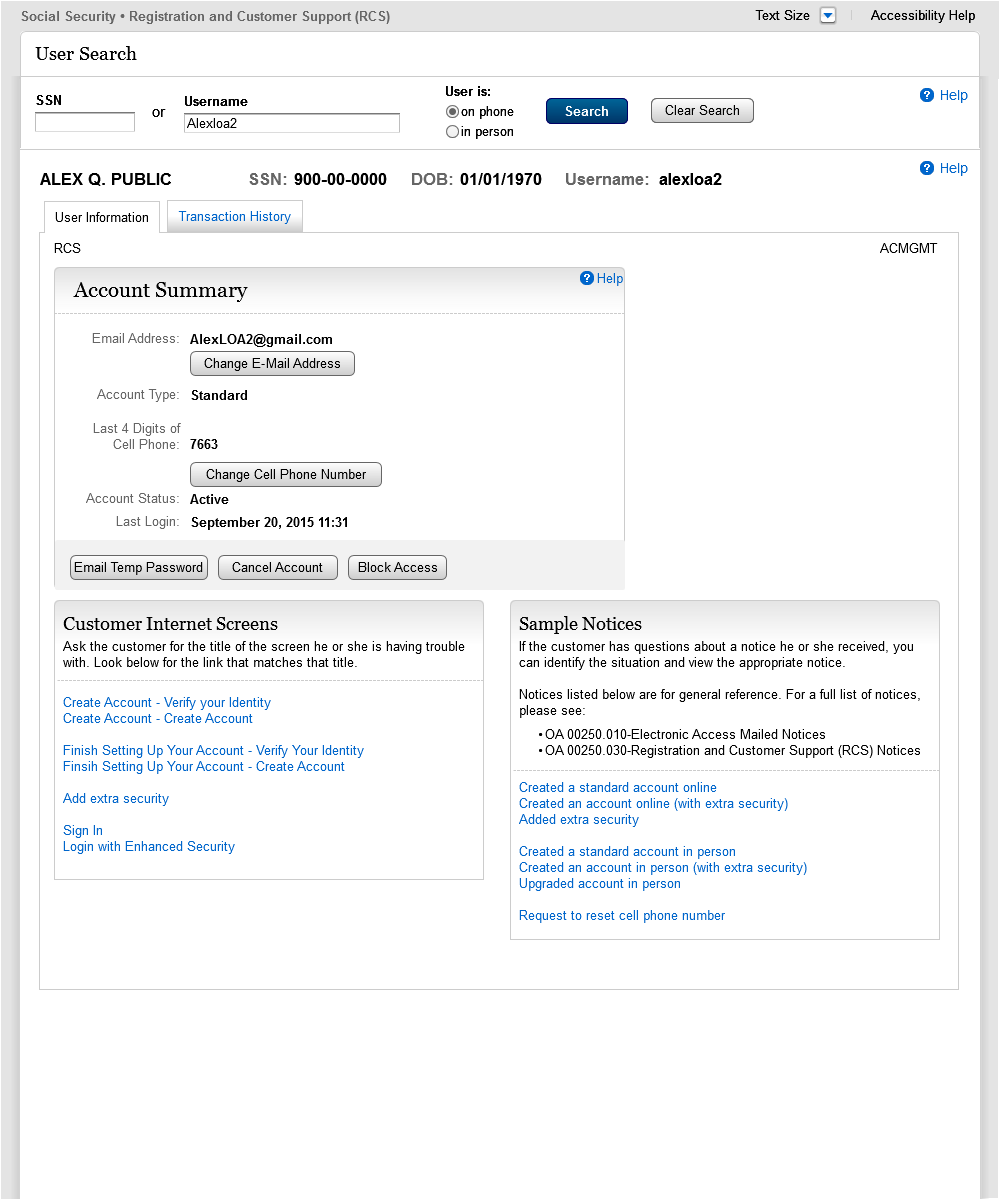 Social Security • Registration and Customer Support (RCS)
Text Size
Accessibility Help
User Search
SSN
or
Username
Alexloa2
User is:
on phone
in person
Search
Clear Search
? Help
ALEX Q. PUBLIC SSN: 900-00-0000 DOB: 01/01/1970 Username: alexloa2
? Help
User Information
Transaction History
RCS
ACMGMT
Account Summary
? Help
Email Address: AlexLOA2@gmail.com
Change E-Mail Address
Account Type: Standard
Last 4 Digits of
Cell Phone: 7663
Change Cell Phone Number
Account Status: Active
Last Login: September 20, 2015 11:31
Email Temp Password
Cancel Account
Block Access
Customer Internet Screens
Ask the customer for the title of the screen he or she is having trouble
with. Look below for the link that matches that title.
Create Account - Verify your Identity
Create Account - Create Account
Finish Setting Up Your Account - Verify Your Identity
Finsih Setting Up Your Account - Create Account
Add extra security
Sign In
Login with Enhanced Security
Sample Notices
If the customer has questions about a notice he or she received, you
can identify the situation and view the appropriate notice.
Notices listed below are for general reference. For a full list of notices,
please see:
• OA 00250.010-Electronic Access Mailed Notices
• OA 00250.030-Registration and Customer Support (RCS) Notices
Created a standard account online
Created an account online (with extra security)
Added extra security
Created a standard account in person
Created an account in person (with extra security)
Upgraded account in person
Request to reset cell phone number